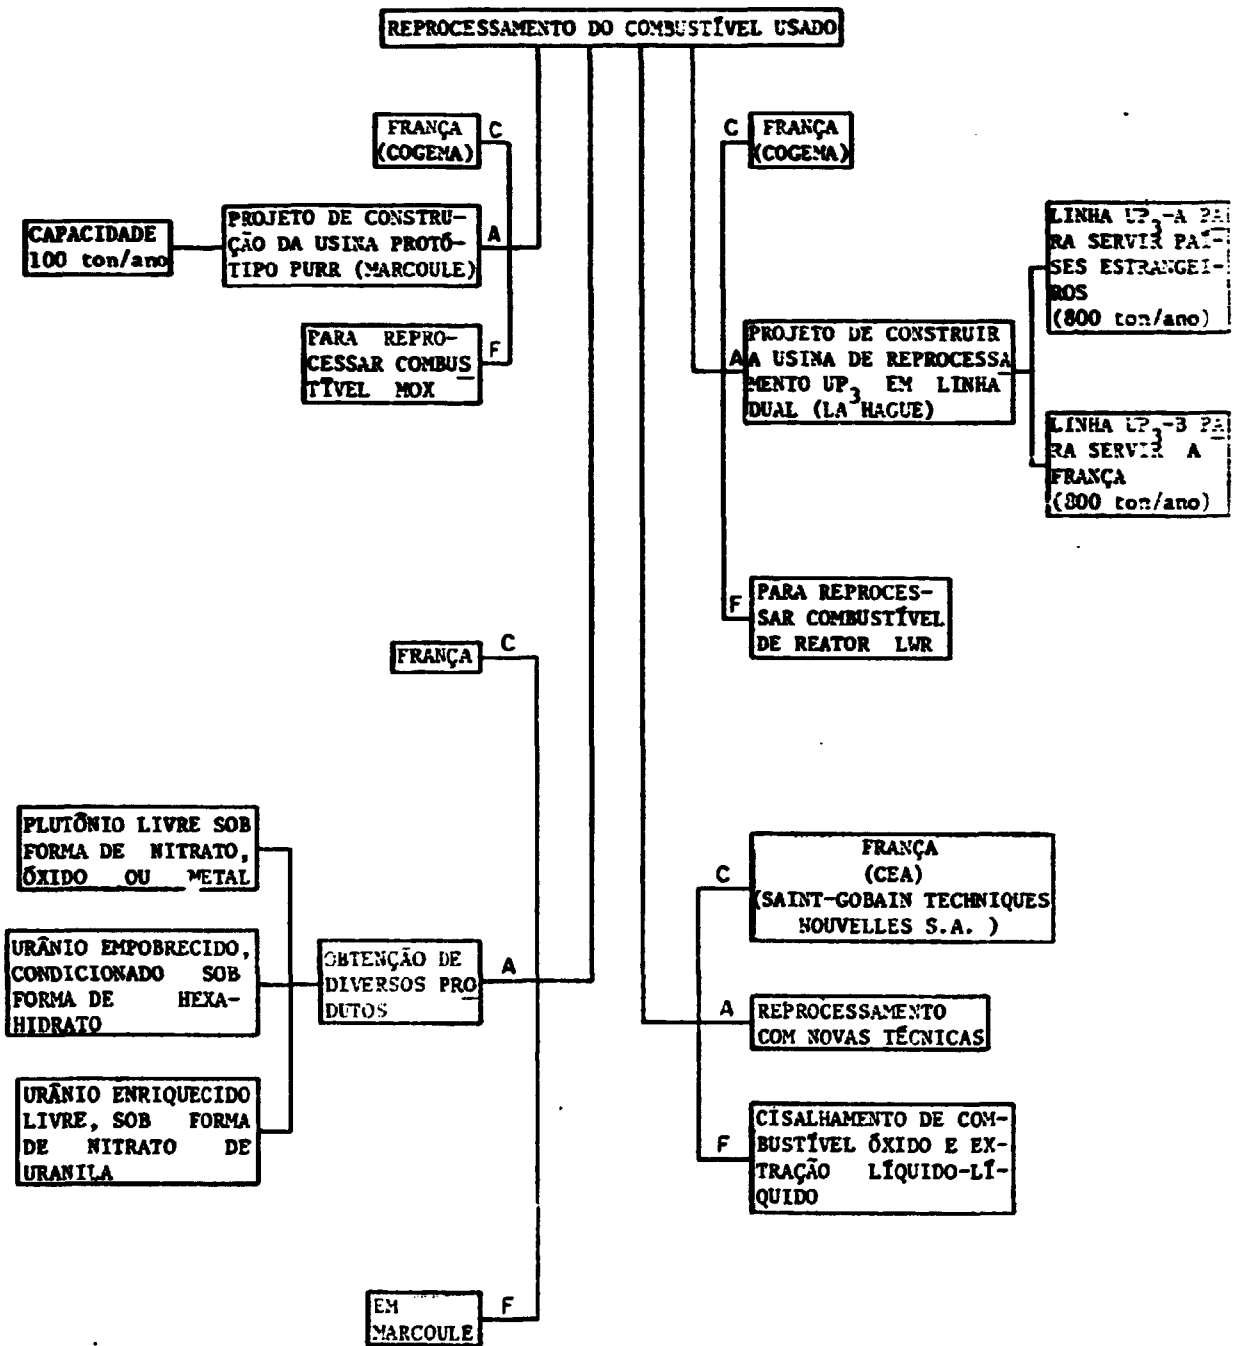 REPROCESSAMENTO DO COMBUSTÍVEL USADO
FRANÇA
(COGEMA)
C
CAPACIDADE
100 ton/ano
PROJETO DE CONSTRU-
ÇÃO DA USINA PROTÓ-
TIPO PURR (MARCOULE)
A
PARA REPRO-
CESSAR COMBUS
TÍVEL MOX
F
C
FRANÇA
(COGEMA)
A
PROJETO DE CONSTRUIR
A USINA DE REPROCESSA
MENTO UP3 EM LINHA
DUAL (LA HAGUE)
LINHA UP3-A PA
RA SERVIR PAÍ-
SES ESTRANGEI-
ROS
(800 ton/ano)
LINHA UP3-B PA
RA SERVIR A
FRANÇA
(800 ton/ano)
F
PARA REPROCES-
SAR COMBUSTÍVEL
DE REATOR LWR
FRANÇA
C
PLUTÔNIO LIVRE SOB
FORMA DE NITRATO,
ÓXIDO OU METAL
URÂNIO EMPOBRECIDO,
CONDICIONADO SOB
FORMA DE HEXA-
HIDRATO
URÂNIO ENRIQUECIDO
LIVRE, SOB FORMA
DE NITRATO DE
URANILA
OBTENÇÃO DE
DIVERSOS PRO
DUTOS
A
EM
MARCOULE
F
C
FRANÇA
(CEA)
(SAINT-GOBAIN TECHNIQUES
NOUVELLES S.A. )
A
REPROCESSAMENTO
COM NOVAS TÉCNICAS
F
CISALHAMENTO DE COM-
BUSTÍVEL ÓXIDO E EX-
TRAÇÃO LÍQUIDO-LÍ-
QUIDO